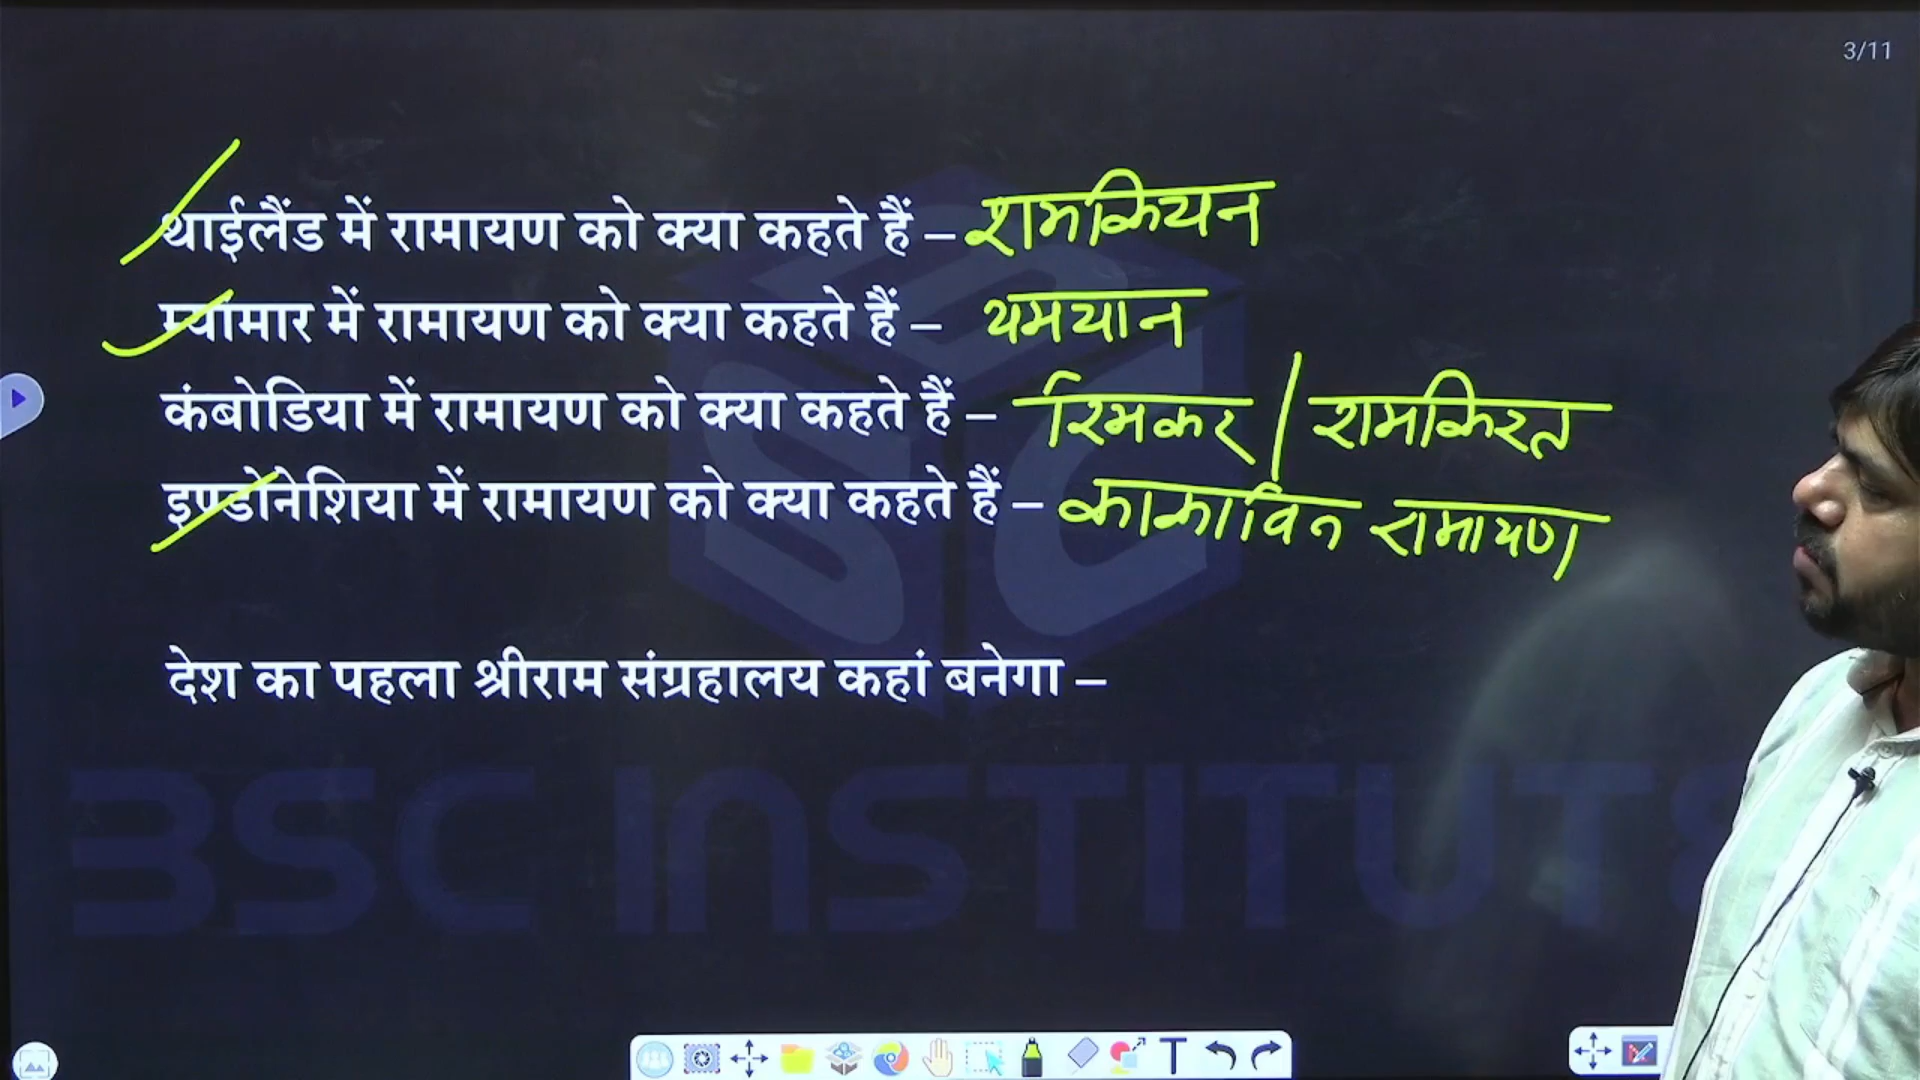 3/11
थाईलैंड में रामायण को क्या कहते हैं – रामकियन
म्यांमार में रामायण को क्या कहते हैं – यमयान
कंबोडिया में रामायण को क्या कहते हैं – रिमकर / रामकिरत
इण्डोनेशिया में रामायण को क्या कहते हैं – काकाविन रामायण
देश का पहला श्रीराम संग्रहालय कहां बनेगा –
BSC INSTITUTE